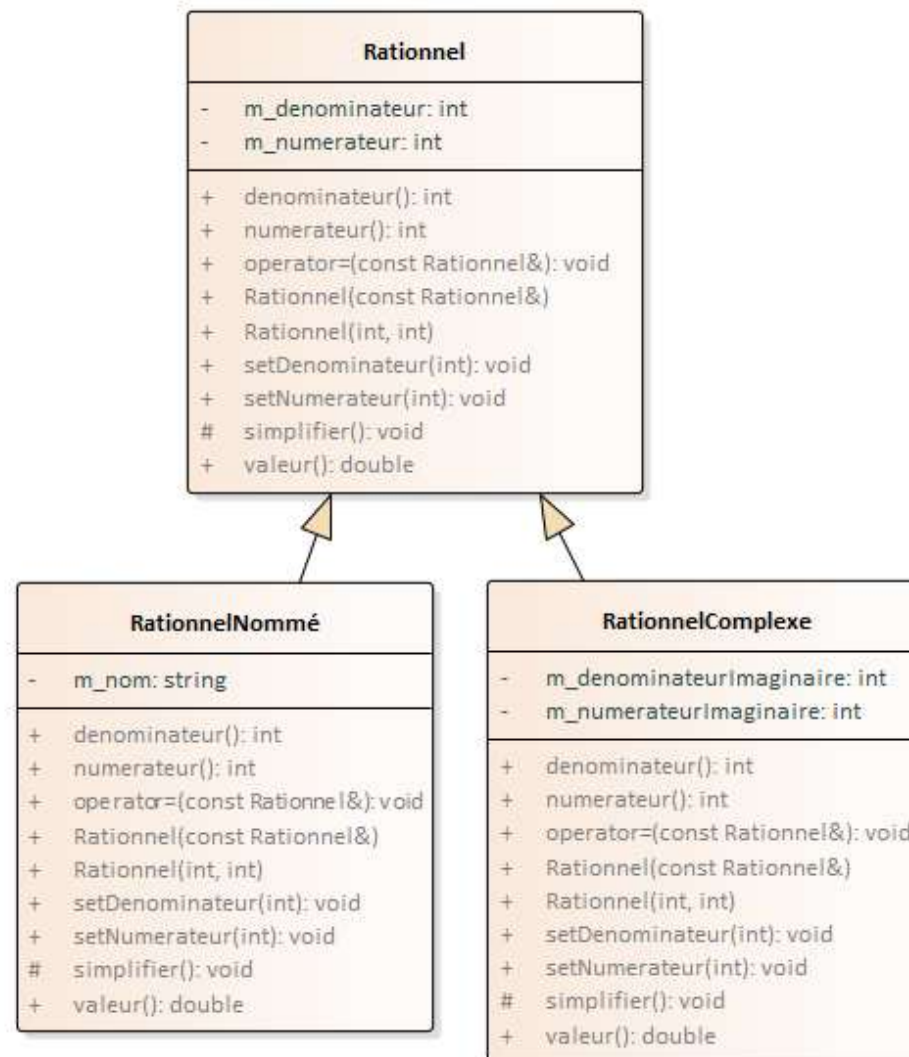 Rationnel
- m_denominateur: int
- m_numerateur: int
+ denominateur(): int
+ numerateur(): int
+ operator=(const Rationnel&): void
+ Rationnel(const Rationnel&)
+ Rationnel(int, int)
+ setDenominateur(int): void
+ setNumerateur(int): void
# simplifier(): void
+ valeur(): double
RationnelNommé
- m_nom: string
+ denominateur(): int
+ numerateur(): int
+ operator=(const Rationnel&): void
+ Rationnel(const Rationnel&)
+ Rationnel(int, int)
+ setDenominateur(int): void
+ setNumerateur(int): void
# simplifier(): void
+ valeur(): double
RationnelComplexe
- m_denominateurImaginaire: int
- m_numerateurImaginaire: int
+ denominateur(): int
+ numerateur(): int
+ operator=(const Rationnel&): void
+ Rationnel(const Rationnel&)
+ Rationnel(int, int)
+ setDenominateur(int): void
+ setNumerateur(int): void
# simplifier(): void
+ valeur(): double